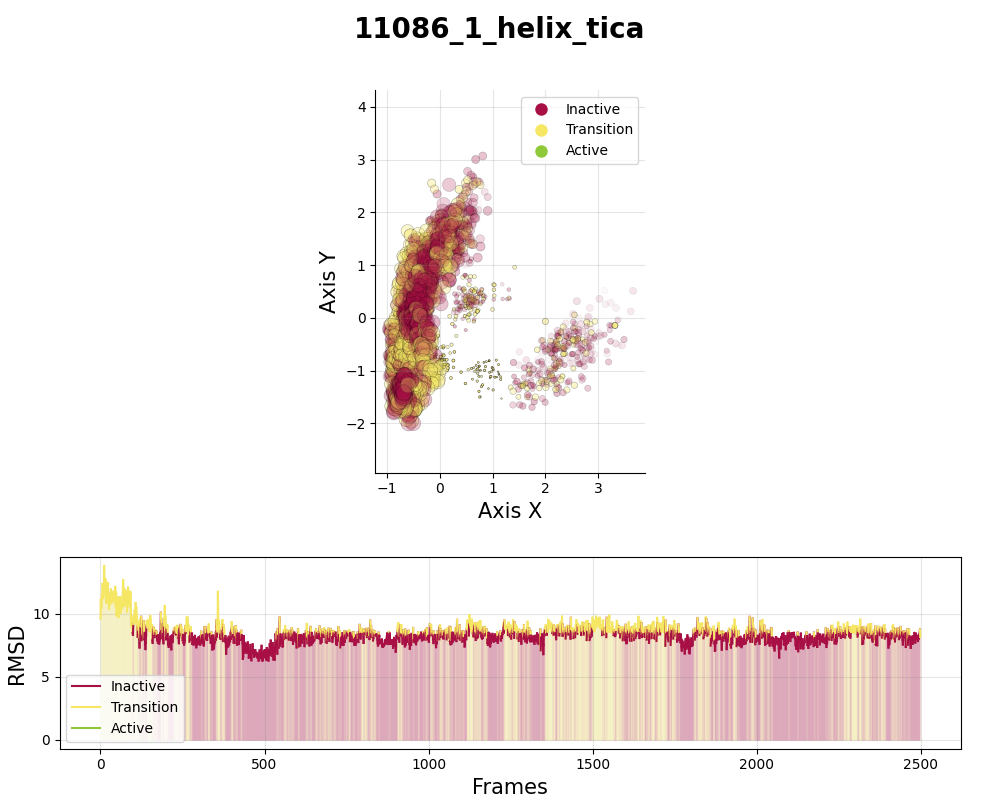 11086_1_helix_tica
Inactive
Transition
Active
4
3
2
1
0
−1
−2
Axis Y
−1 0 1 2 3
Axis X
10
5
0
RMSD
Inactive
Transition
Active
0 500 1000 1500 2000 2500
Frames